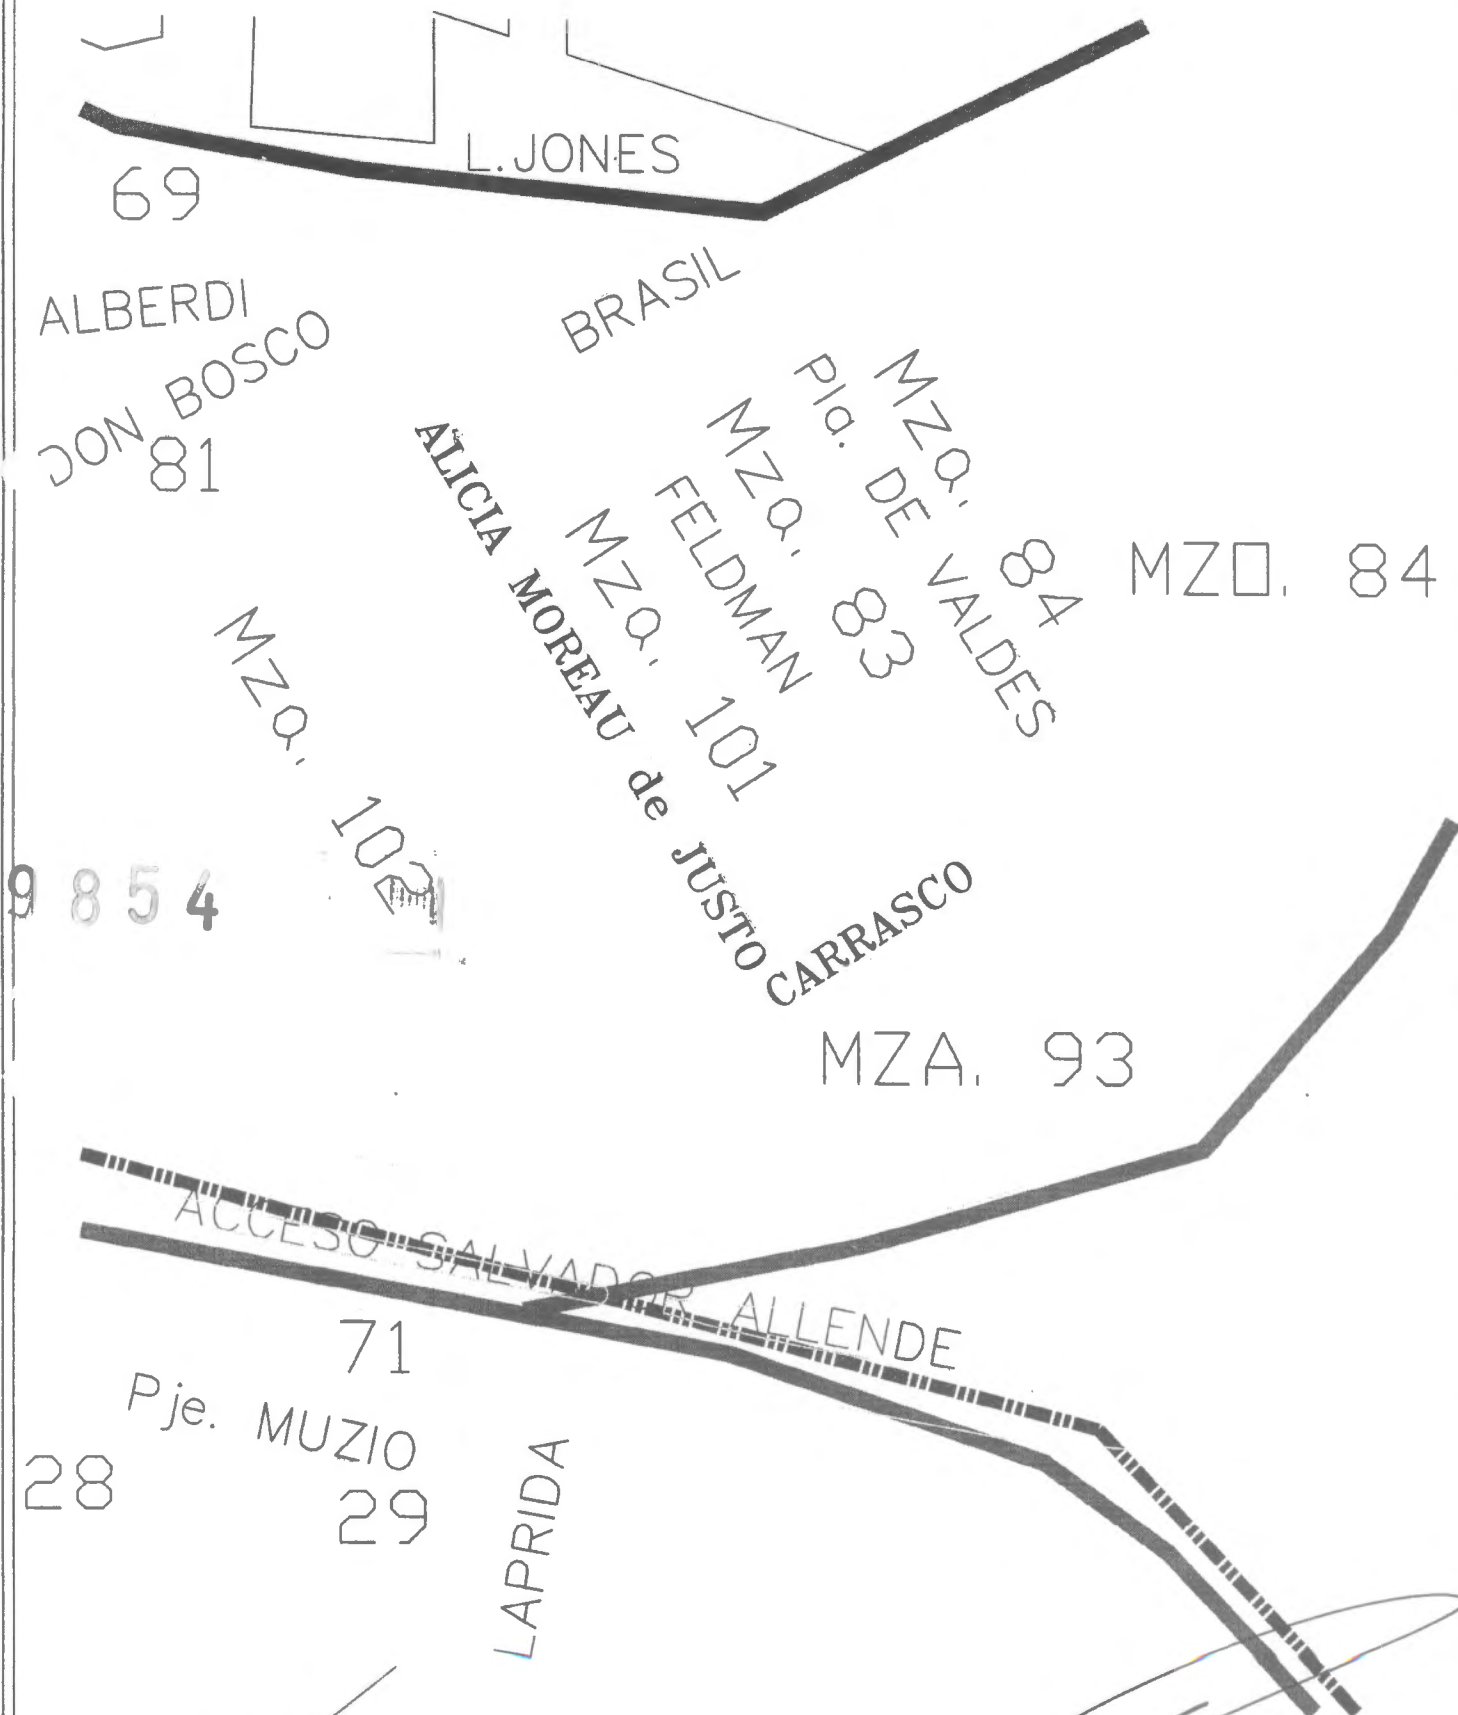 L.JONES
69
BRASIL
ALBERDI
DON BOSCO
81
MZQ. 84
Pla. DE VALDES
MZQ. 83
FELDMAN
MZO. 84
ALICIA MOREAU de JUSTO
MZQ. 101
MZQ. 102
9854
CARRASCO
MZA. 93
ACCESO SALVADOR ALLENDE
71
Pje. MUZIO
28
29
LAPRIDA